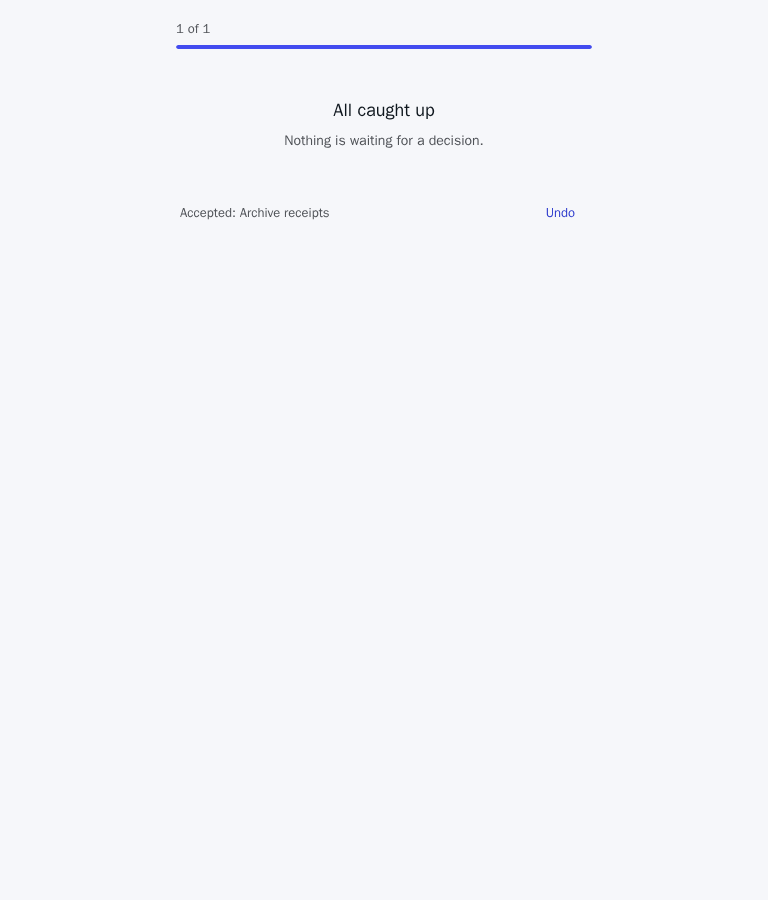 1 of 1
All caught up
Nothing is waiting for a decision.
Accepted: Archive receipts
Undo